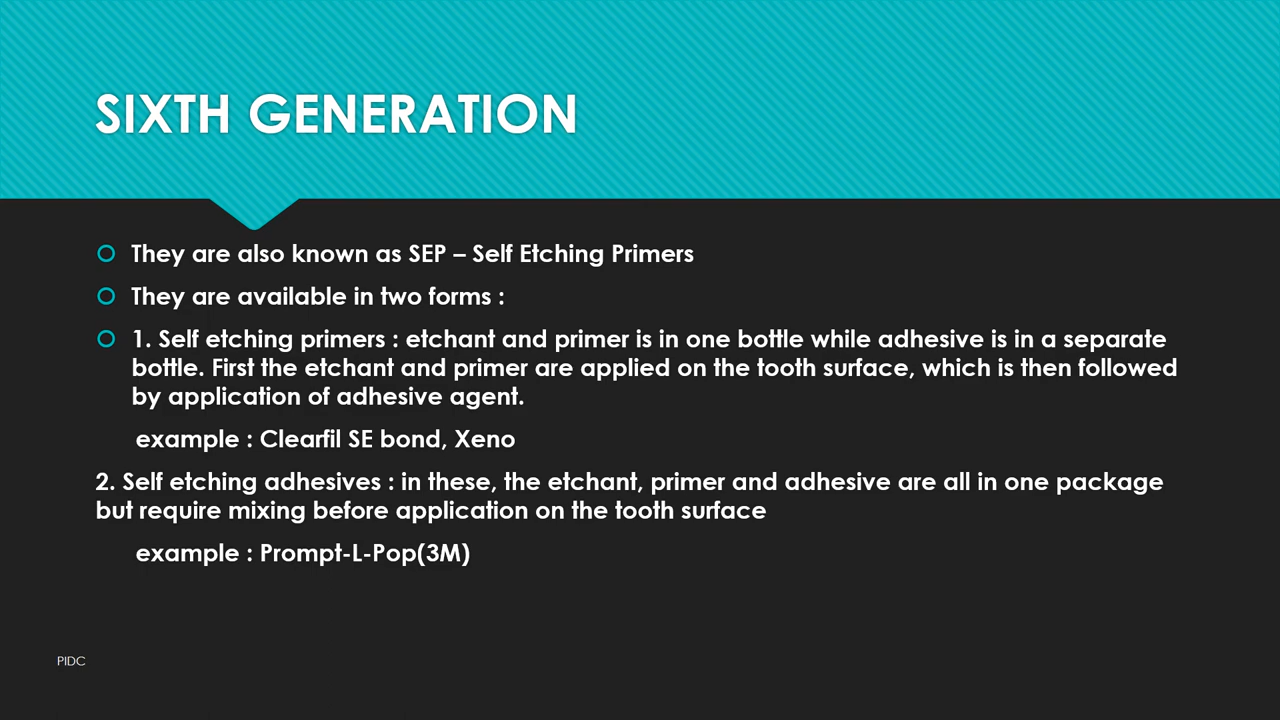 SIXTH GENERATION
They are also known as SEP – Self Etching Primers
They are available in two forms :
1. Self etching primers : etchant and primer is in one bottle while adhesive is in a separate
bottle. First the etchant and primer are applied on the tooth surface, which is then followed
by application of adhesive agent.
example : Clearfil SE bond, Xeno
2. Self etching adhesives : in these, the etchant, primer and adhesive are all in one package
but require mixing before application on the tooth surface
example : Prompt-L-Pop(3M)
PIDC